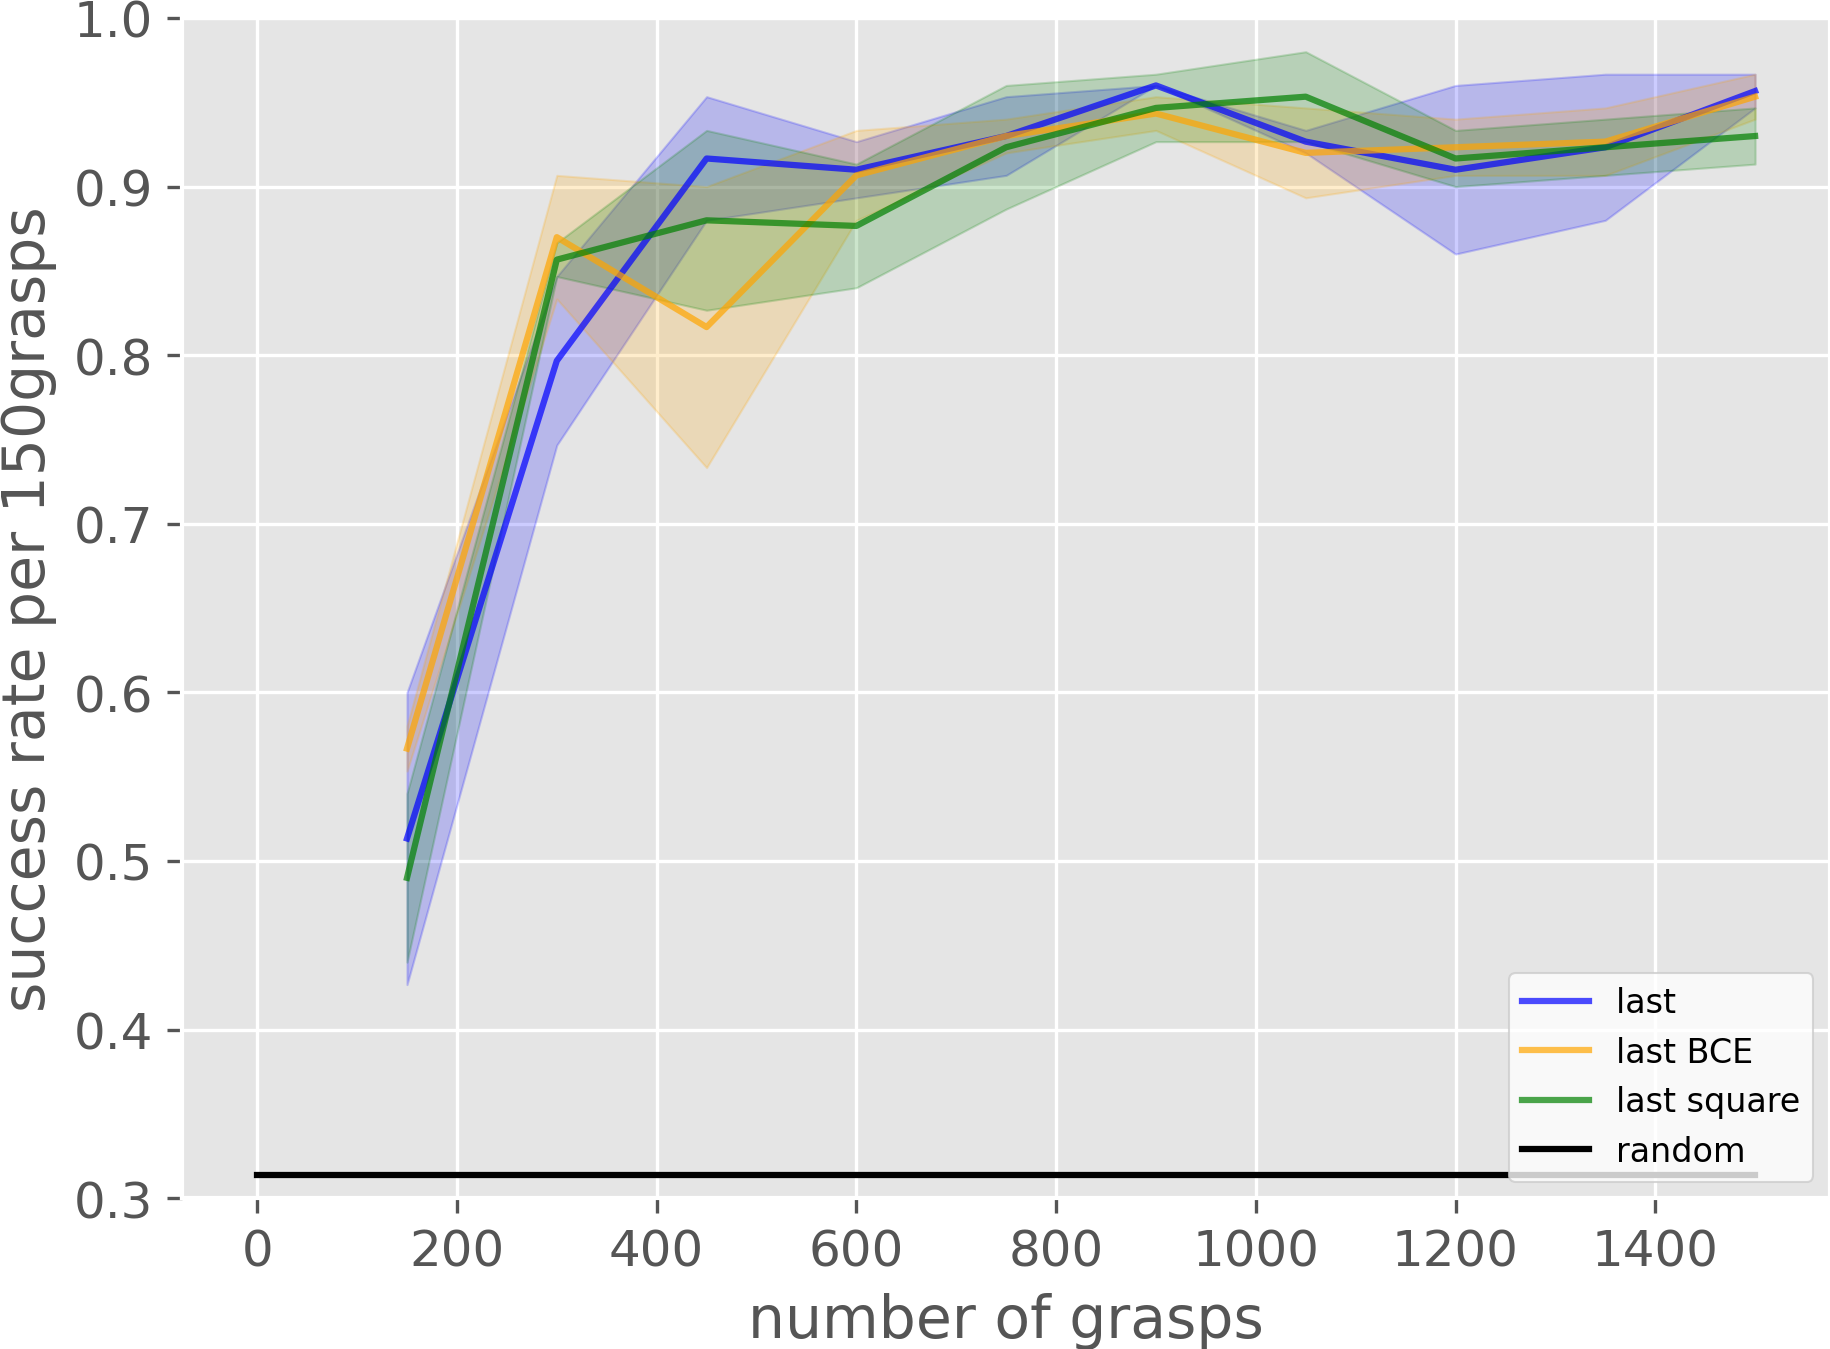 success rate per 150grasps
1.0
0.9
0.8
0.7
0.6
0.5
0.4
0.3
last
last BCE
last square
random
0 200 400 600 800 1000 1200 1400
number of grasps